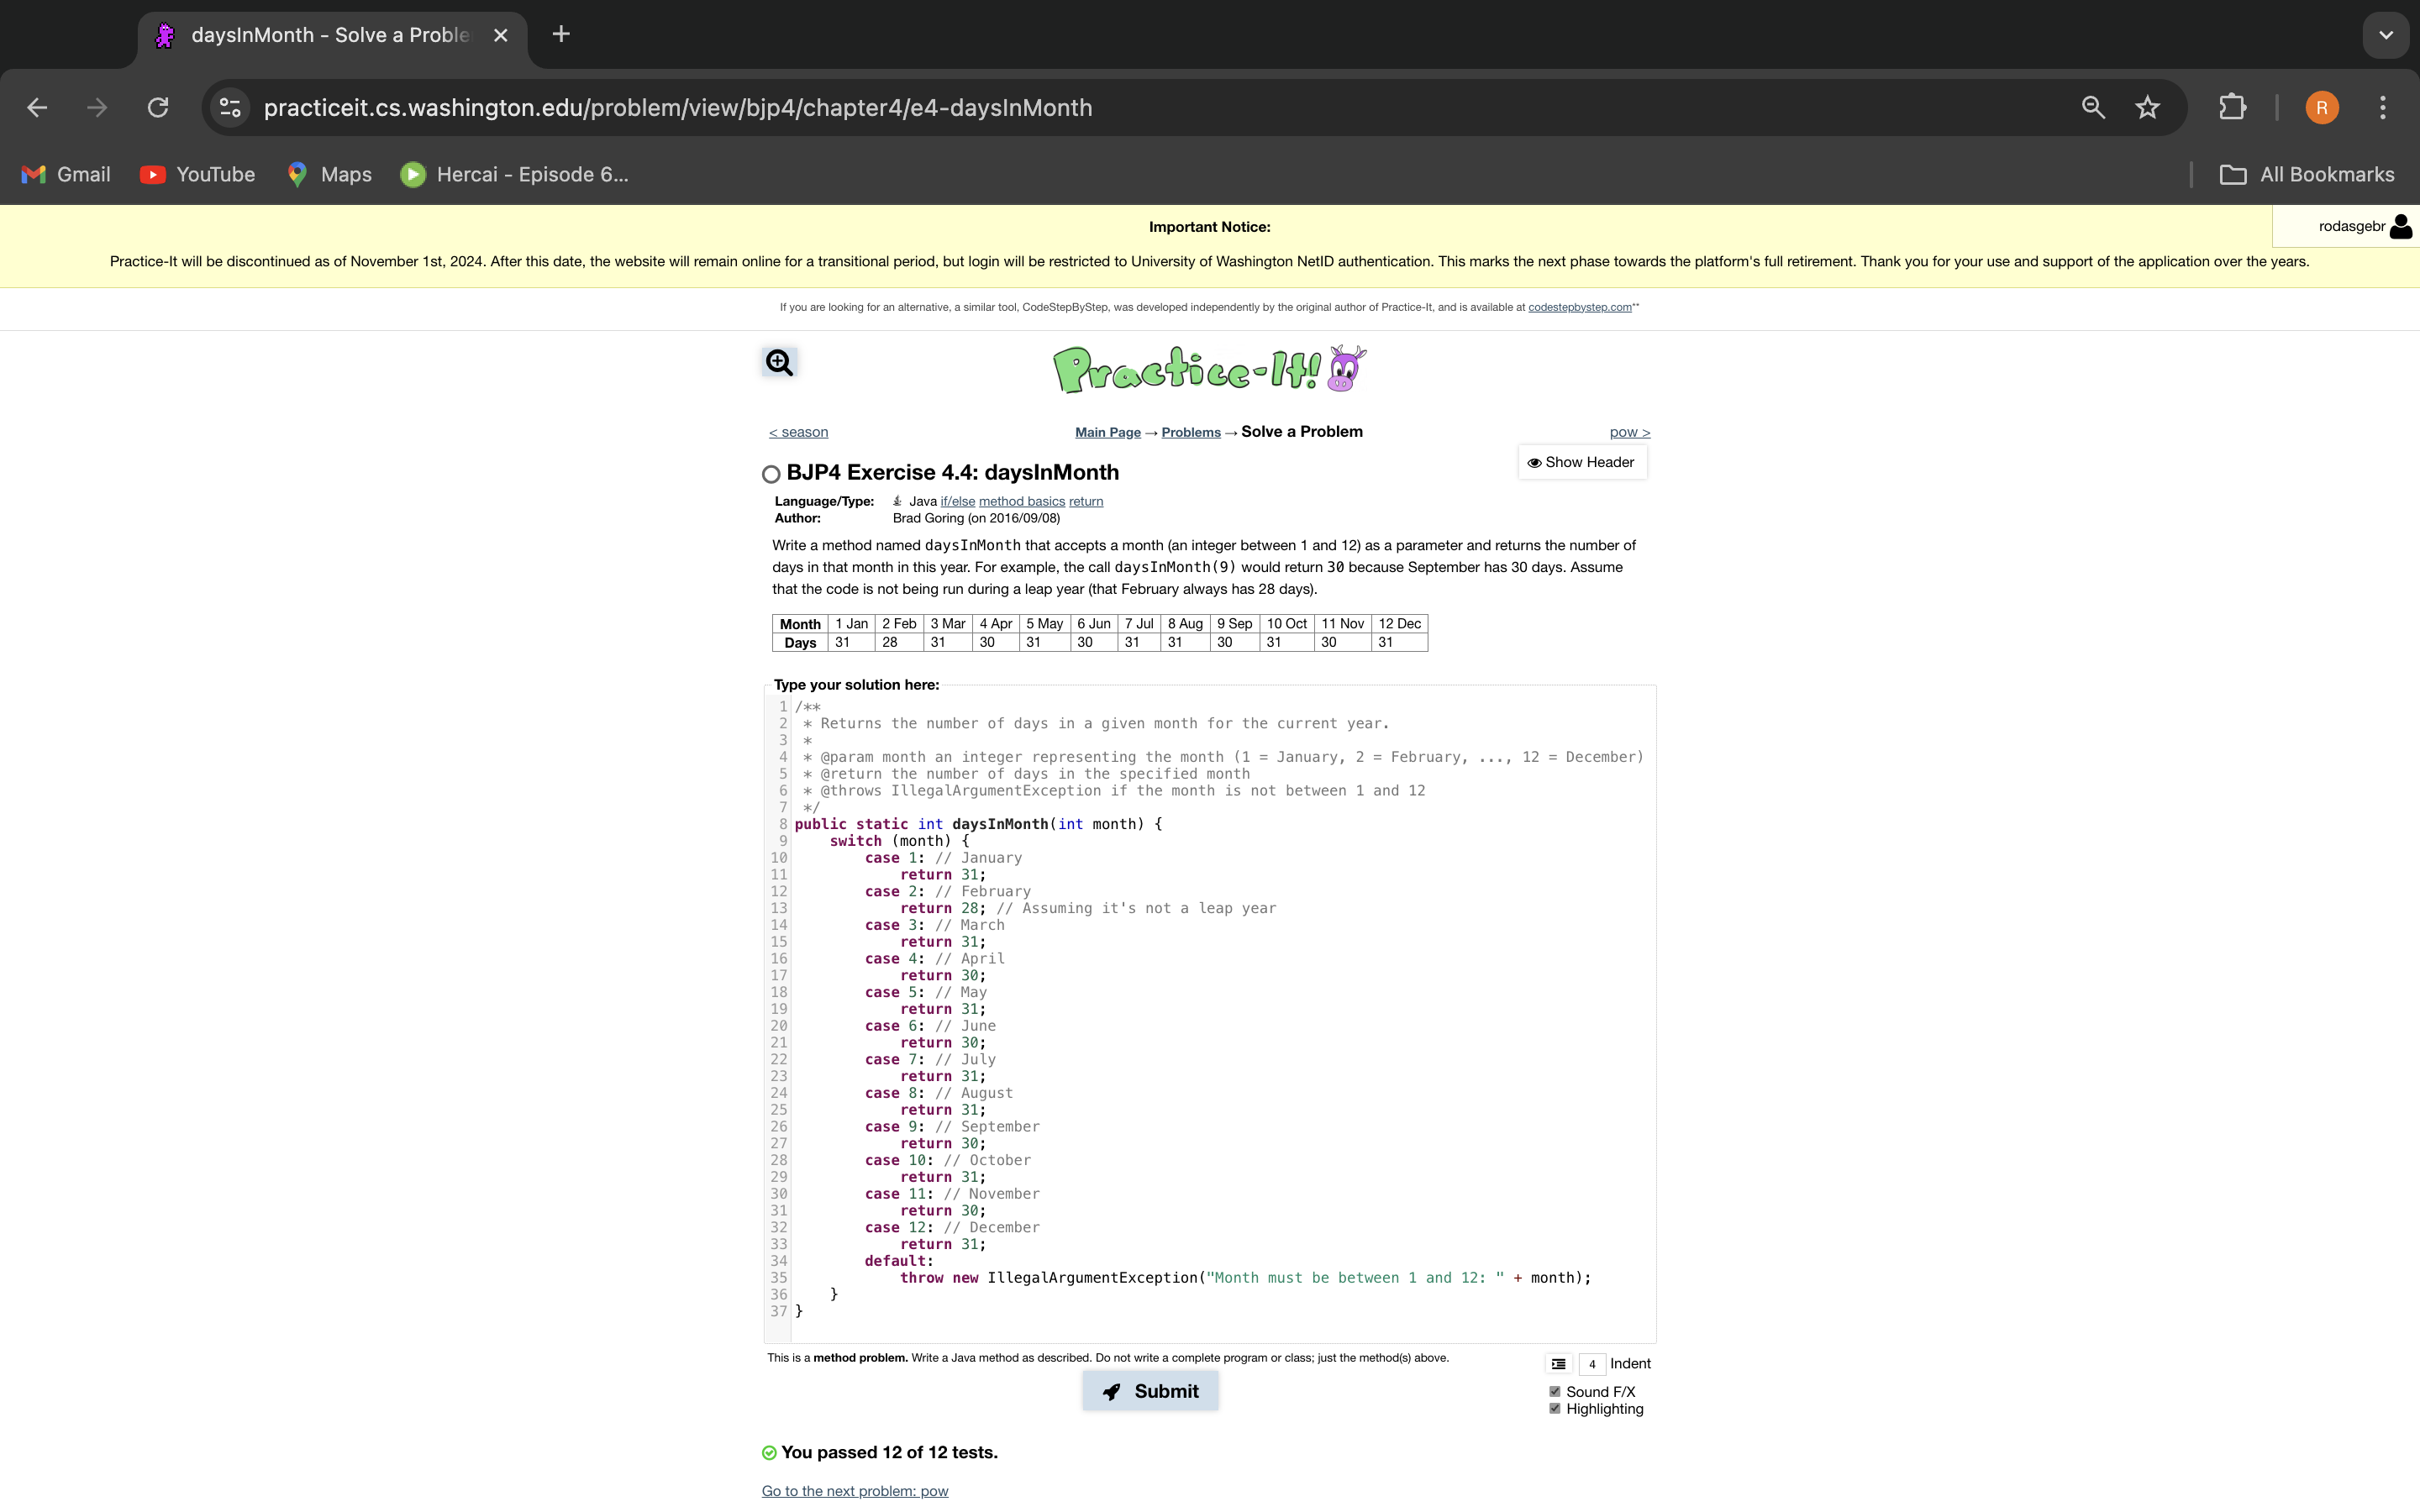 daysInMonth - Solve a Proble
practiceit.cs.washington.edu/problem/view/bjp4/chapter4/e4-daysInMonth
R
Gmail YouTube Maps Hercai - Episode 6... All Bookmarks
Important Notice:
rodasgebr
Practice-It will be discontinued as of November 1st, 2024. After this date, the website will remain online for a transitional period, but login will be restricted to University of Washington NetID authentication. This marks the next phase towards the platform's full retirement. Thank you for your use and support of the application over the years.
If you are looking for an alternative, a similar tool, CodeStepByStep, was developed independently by the original author of Practice-It, and is available at codestepbystep.com**
Practice-It!
< season Main Page → Problems → Solve a Problem pow >
Show Header
BJP4 Exercise 4.4: daysInMonth
Language/Type: Java if/else method basics return
Author: Brad Goring (on 2016/09/08)
Write a method named daysInMonth that accepts a month (an integer between 1 and 12) as a parameter and returns the number of
days in that month in this year. For example, the call daysInMonth(9) would return 30 because September has 30 days. Assume
that the code is not being run during a leap year (that February always has 28 days).
Month 1 Jan 2 Feb 3 Mar 4 Apr 5 May 6 Jun 7 Jul 8 Aug 9 Sep 10 Oct 11 Nov 12 Dec
Days 31 28 31 30 31 30 31 31 30 31 30 31
Type your solution here:
1 /**
2  * Returns the number of days in a given month for the current year.
3  *
4  * @param month an integer representing the month (1 = January, 2 = February, ..., 12 = December)
5  * @return the number of days in the specified month
6  * @throws IllegalArgumentException if the month is not between 1 and 12
7  */
8 public static int daysInMonth(int month) {
9     switch (month) {
10         case 1: // January
11             return 31;
12         case 2: // February
13             return 28; // Assuming it's not a leap year
14         case 3: // March
15             return 31;
16         case 4: // April
17             return 30;
18         case 5: // May
19             return 31;
20         case 6: // June
21             return 30;
22         case 7: // July
23             return 31;
24         case 8: // August
25             return 31;
26         case 9: // September
27             return 30;
28         case 10: // October
29             return 31;
30         case 11: // November
31             return 30;
32         case 12: // December
33             return 31;
34         default:
35             throw new IllegalArgumentException("Month must be between 1 and 12: " + month);
36     }
37 }
This is a method problem. Write a Java method as described. Do not write a complete program or class; just the method(s) above.
4 Indent
Submit
Sound F/X
Highlighting
You passed 12 of 12 tests.
Go to the next problem: pow